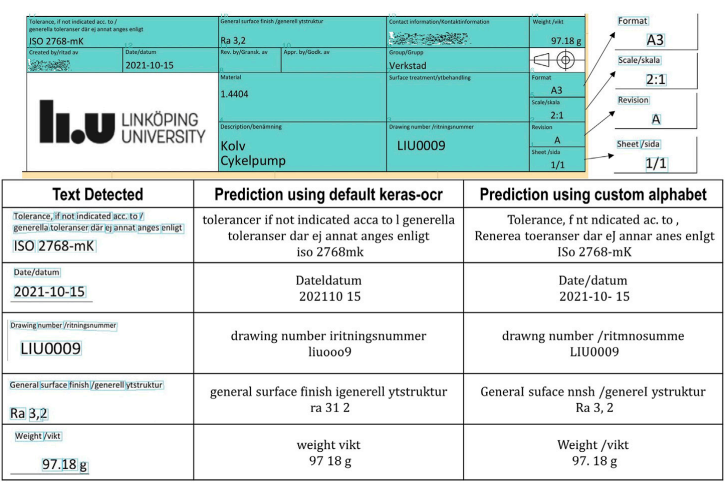 Tolerance, if not indicated acc. to /
generella toleranser där ej annat anges enligt
ISO 2768-mK
General surface finish /generell ytstruktur
Ra 3,2
Contact information/Kontaktinformation
Weight /vikt
97.18 g
Created by/ritad av
Date/datum
2021-10-15
Rev. by/Gransk. av
Appr. by/Godk. av
Group/Grupp
Verkstad
LINKÖPING
UNIVERSITY
Material
1.4404
Surface treatment/ytbehandling
Format
A3
Scale/skala
2:1
Description/benämning
Kolv
Cykelpump
Drawing number /ritningsnummer
LIU0009
Revision
A
Sheet /sida
1/1
Format
A3
Scale/skala
2:1
Revision
A
Sheet /sida
1/1
Text Detected
Prediction using default keras-ocr
Prediction using custom alphabet
Tolerance, if not indicated acc. to /
generella toleranser där ej annat anges enligt
ISO 2768-mK
tolerancer if not indicated acca to l generella
toleranser dar ej annat anges enligt
iso 2768mk
Tolerance, f nt ndicated ac. to ,
Renerea toeranser dar eJ annar anes enIgt
ISo 2768-mK
Date/datum
2021-10-15
Dateldatum
202110 15
Date/datum
2021-10- 15
Drawing number /ritningsnummer
LIU0009
drawing number iritningsnummer
liuooo9
drawng number /ritmnosumme
LIU0009
General surface finish /generell ytstruktur
Ra 3,2
general surface finish igenerell ytstruktur
ra 31 2
GeneraI suface nnsh /genereI ystruktur
Ra 3, 2
Weight /vikt
97.18 g
weight vikt
97 18 g
Weight /vikt
97. 18 g